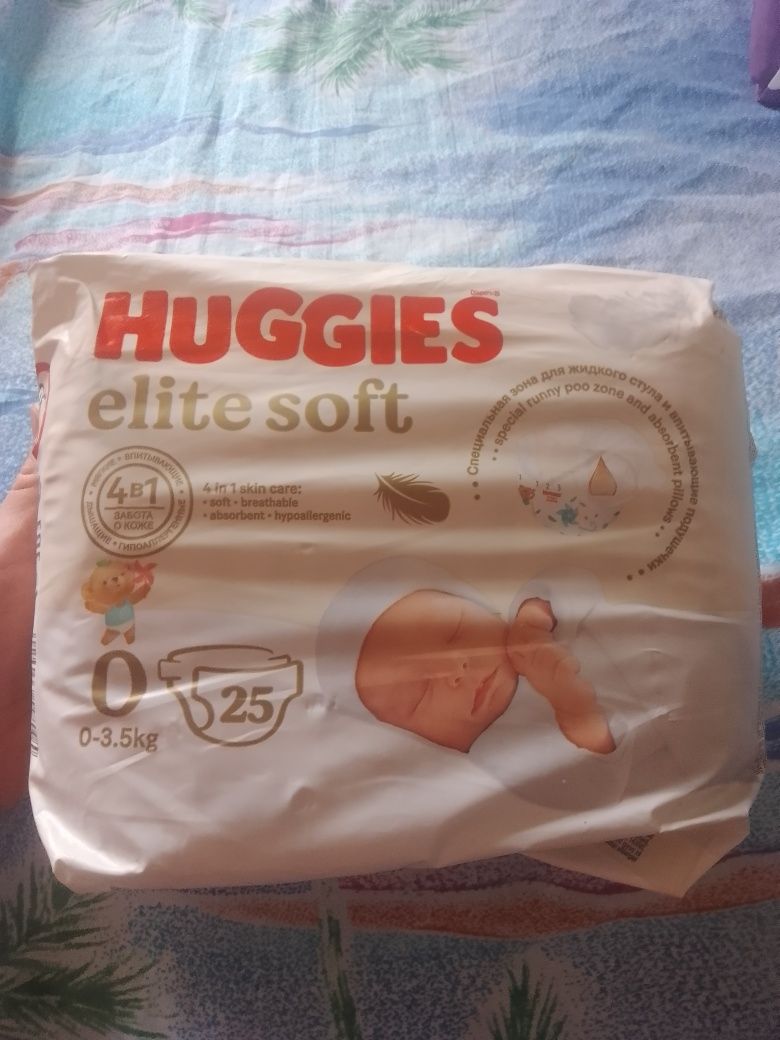 HUGGIES
elite soft
Специальная зона для жидкого стула и впитывающие подушечки
special runny poo zone and absorbent pillows
МЯГКИЕ • ВПИТЫВАЮЩИЕ • ГИПОАЛЛЕРГЕННЫЕ • ДЫШАЩИЕ
4В1
ЗАБОТА
О КОЖЕ
4 in 1 skin care:
• soft • breathable
• absorbent • hypoallergenic
0
25
0-3.5kg